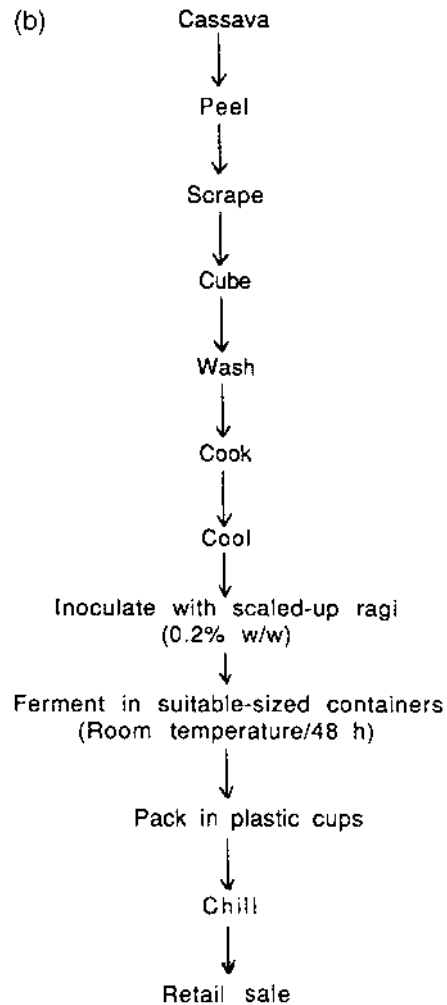 (b)
Cassava
Peel
Scrape
Cube
Wash
Cook
Cool
Inoculate with scaled-up ragi
(0.2% w/w)
Ferment in suitable-sized containers
(Room temperature/48 h)
Pack in plastic cups
Chill
Retail sale